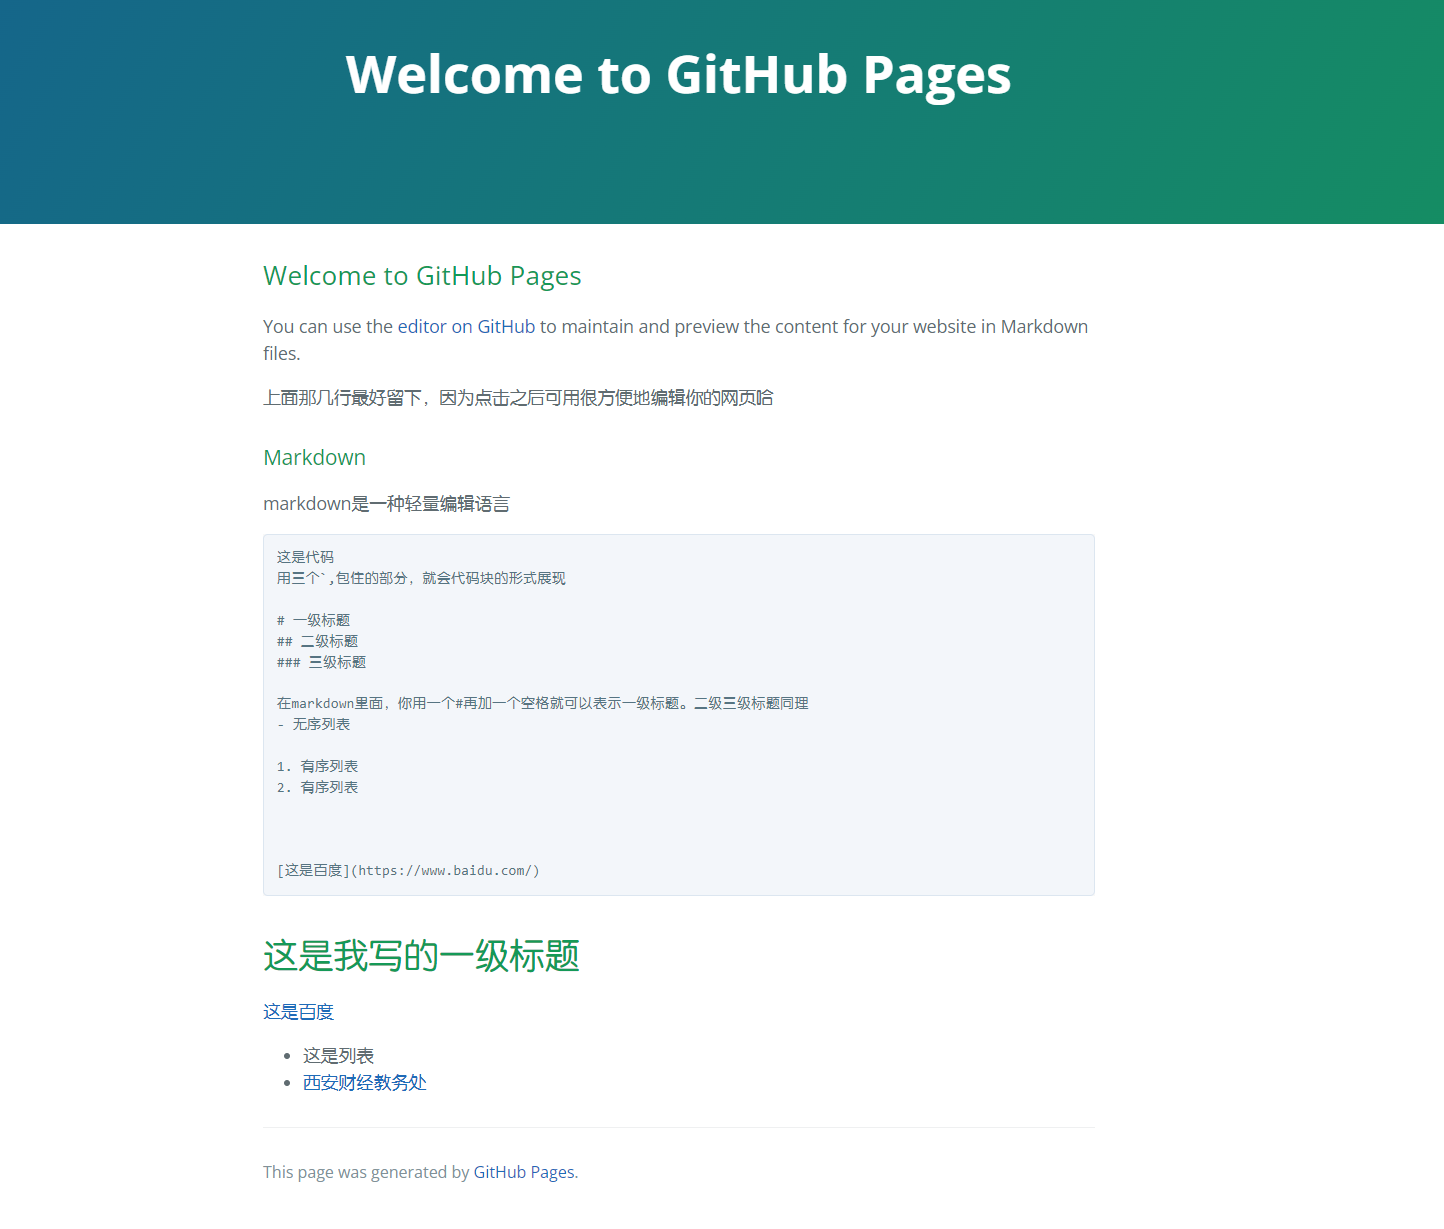 Welcome to GitHub Pages
Welcome to GitHub Pages
You can use the editor on GitHub to maintain and preview the content for your website in Markdown
files.
上面那几行最好留下，因为点击之后可用很方便地编辑你的网页哈
Markdown
markdown是一种轻量编辑语言
这是代码
用三个`,包住的部分，就会代码块的形式展现
# 一级标题
## 二级标题
### 三级标题
在markdown里面，你用一个#再加一个空格就可以表示一级标题。二级三级标题同理
- 无序列表
1. 有序列表
2. 有序列表
[这是百度](https://www.baidu.com/)
这是我写的一级标题
这是百度
• 这是列表
• 西安财经教务处
This page was generated by GitHub Pages.